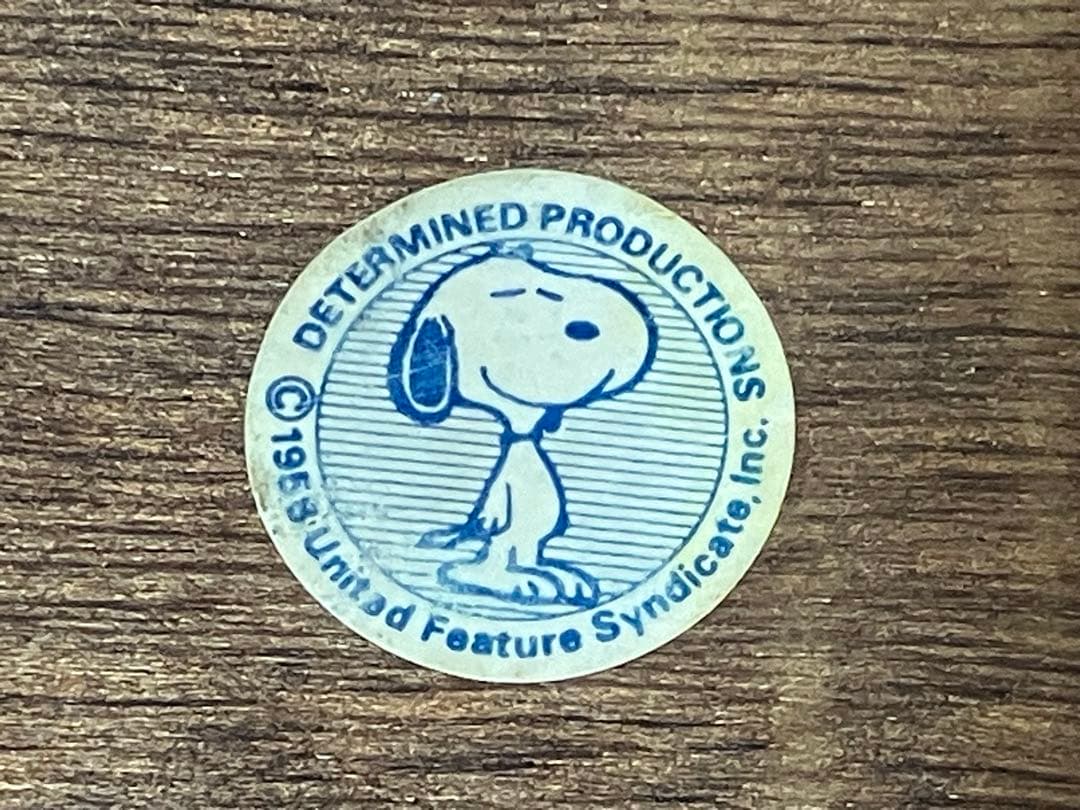 DETERMINED PRODUCTIONS
© 1958 United Feature Syndicate, Inc.